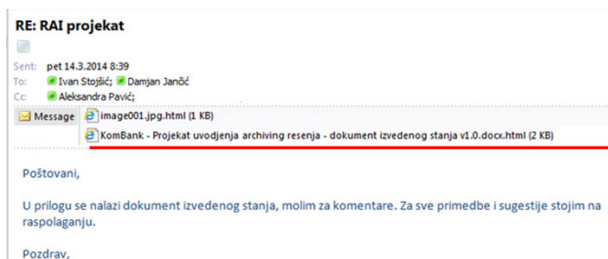 RE: RAI projekat
Sent: pet 14.3.2014 8:39
To: Ivan Stojšić; Damjan Jančić
Cc: Aleksandra Pavić;
Message image001.jpg.html (1 KB)
KomBank - Projekat uvodjenja archiving resenja - dokument izvedenog stanja v1.0.docx.html (2 KB)
Poštovani,
U prilogu se nalazi dokument izvedenog stanja, molim za komentare. Za sve primedbe i sugestije stojim na
raspolaganju.
Pozdrav,